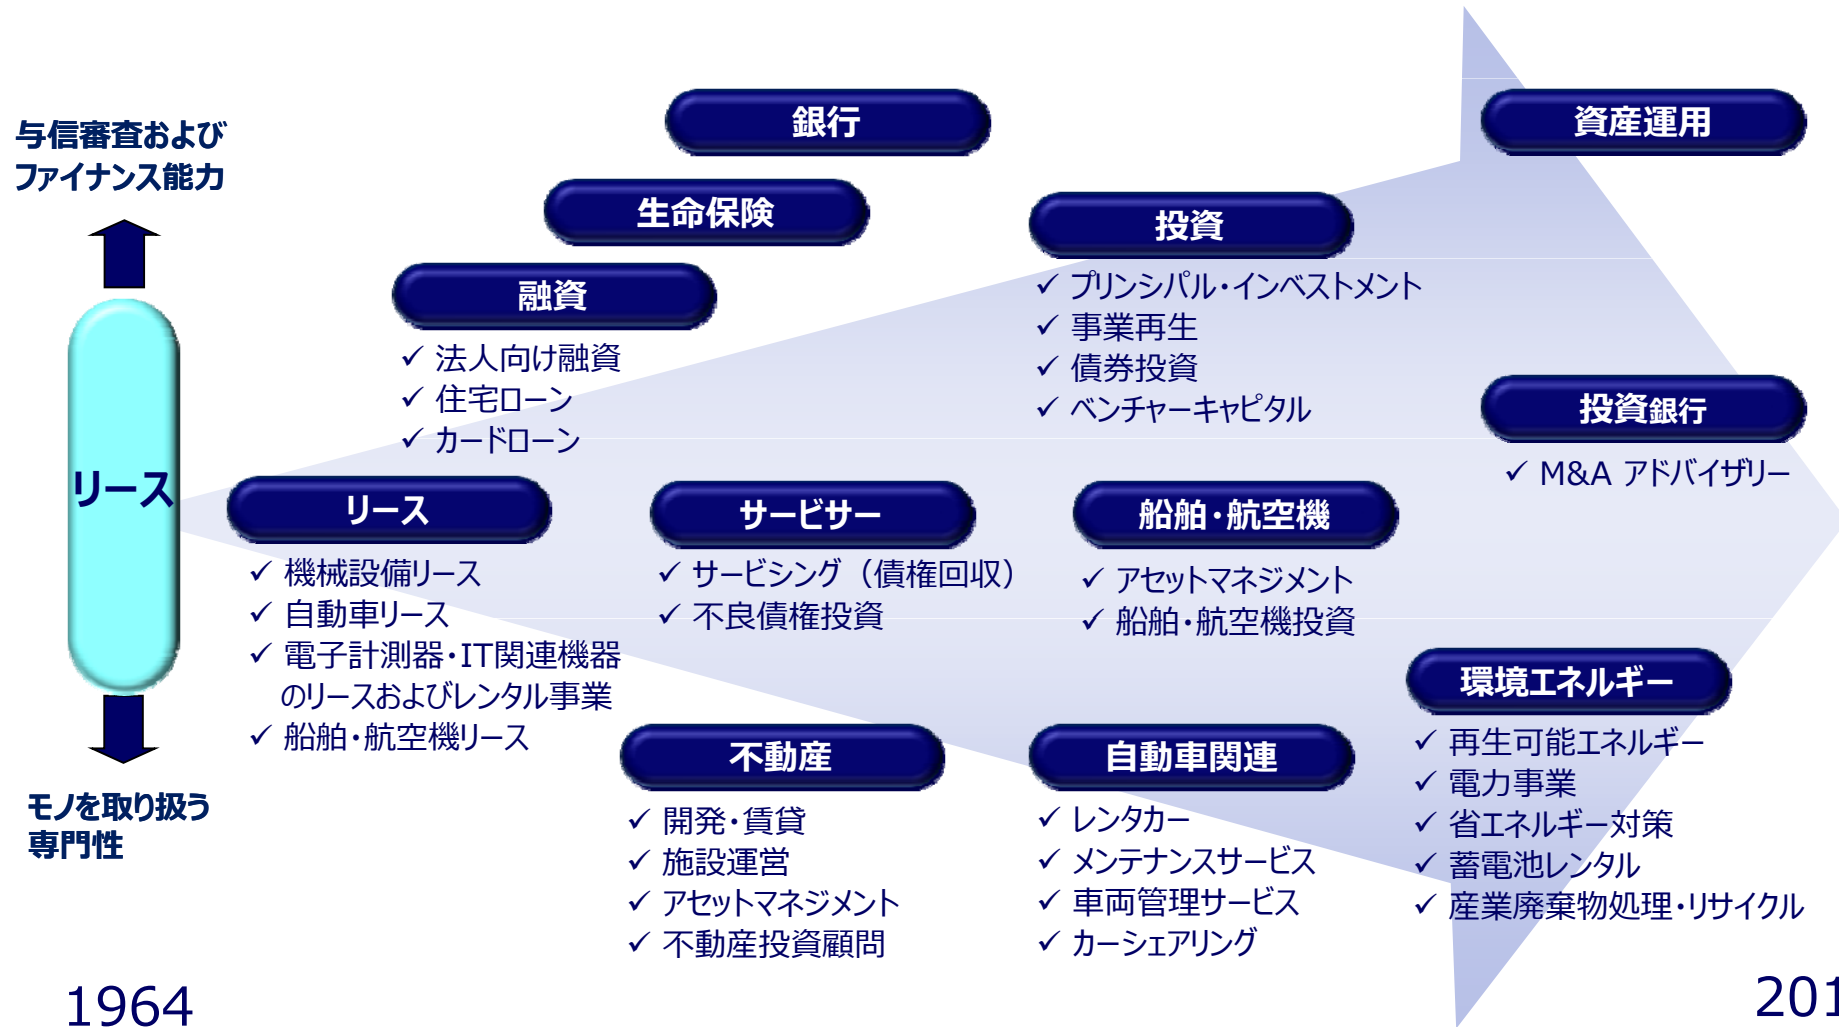 与信審査および
ファイナンス能力
リース
モノを取り扱う
専門性
銀行
生命保険
融資
✓ 法人向け融資
✓ 住宅ローン
✓ カードローン
リース
✓ 機械設備リース
✓ 自動車リース
✓ 電子計測器・IT関連機器
のリースおよびレンタル事業
✓ 船舶・航空機リース
サービサー
✓ サービシング（債権回収）
✓ 不良債権投資
不動産
✓ 開発・賃貸
✓ 施設運営
✓ アセットマネジメント
✓ 不動産投資顧問
投資
✓ プリンシパル・インベストメント
✓ 事業再生
✓ 債券投資
✓ ベンチャーキャピタル
船舶・航空機
✓ アセットマネジメント
✓ 船舶・航空機投資
自動車関連
✓ レンタカー
✓ メンテナンスサービス
✓ 車両管理サービス
✓ カーシェアリング
資産運用
投資銀行
✓ M&A アドバイザリー
環境エネルギー
✓ 再生可能エネルギー
✓ 電力事業
✓ 省エネルギー対策
✓ 蓄電池レンタル
✓ 産業廃棄物処理・リサイクル
1964
201